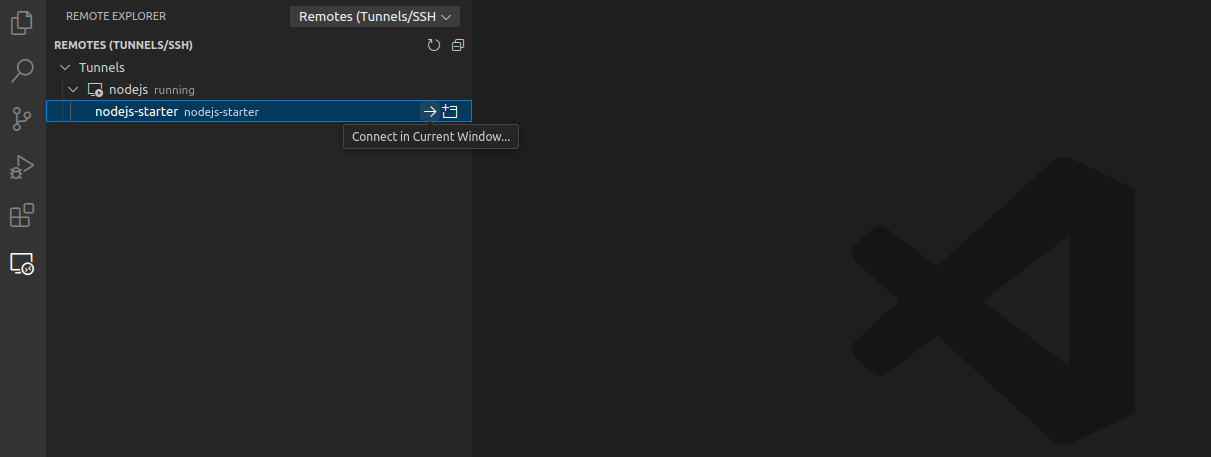 REMOTE EXPLORER
Remotes (Tunnels/SSH
REMOTES (TUNNELS/SSH)
Tunnels
nodejs running
nodejs-starter nodejs-starter
Connect in Current Window...